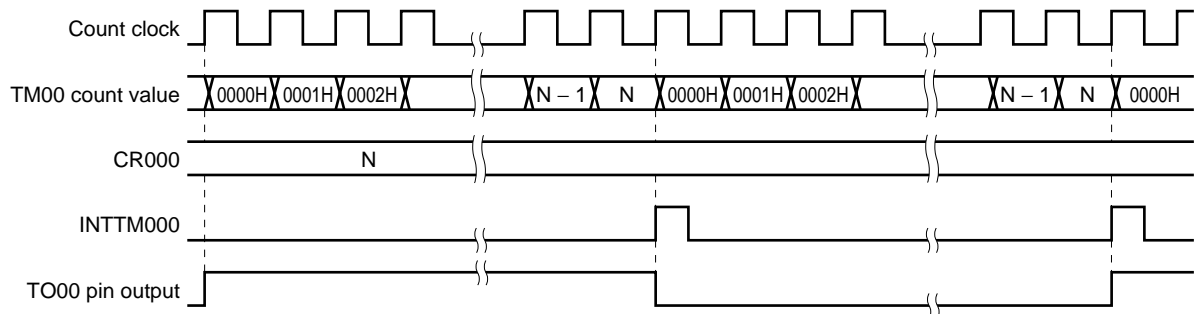 Count clock
TM00 count value 0000H 0001H 0002H N – 1 N 0000H 0001H 0002H N – 1 N 0000H
CR000 N
INTTM000
TO00 pin output